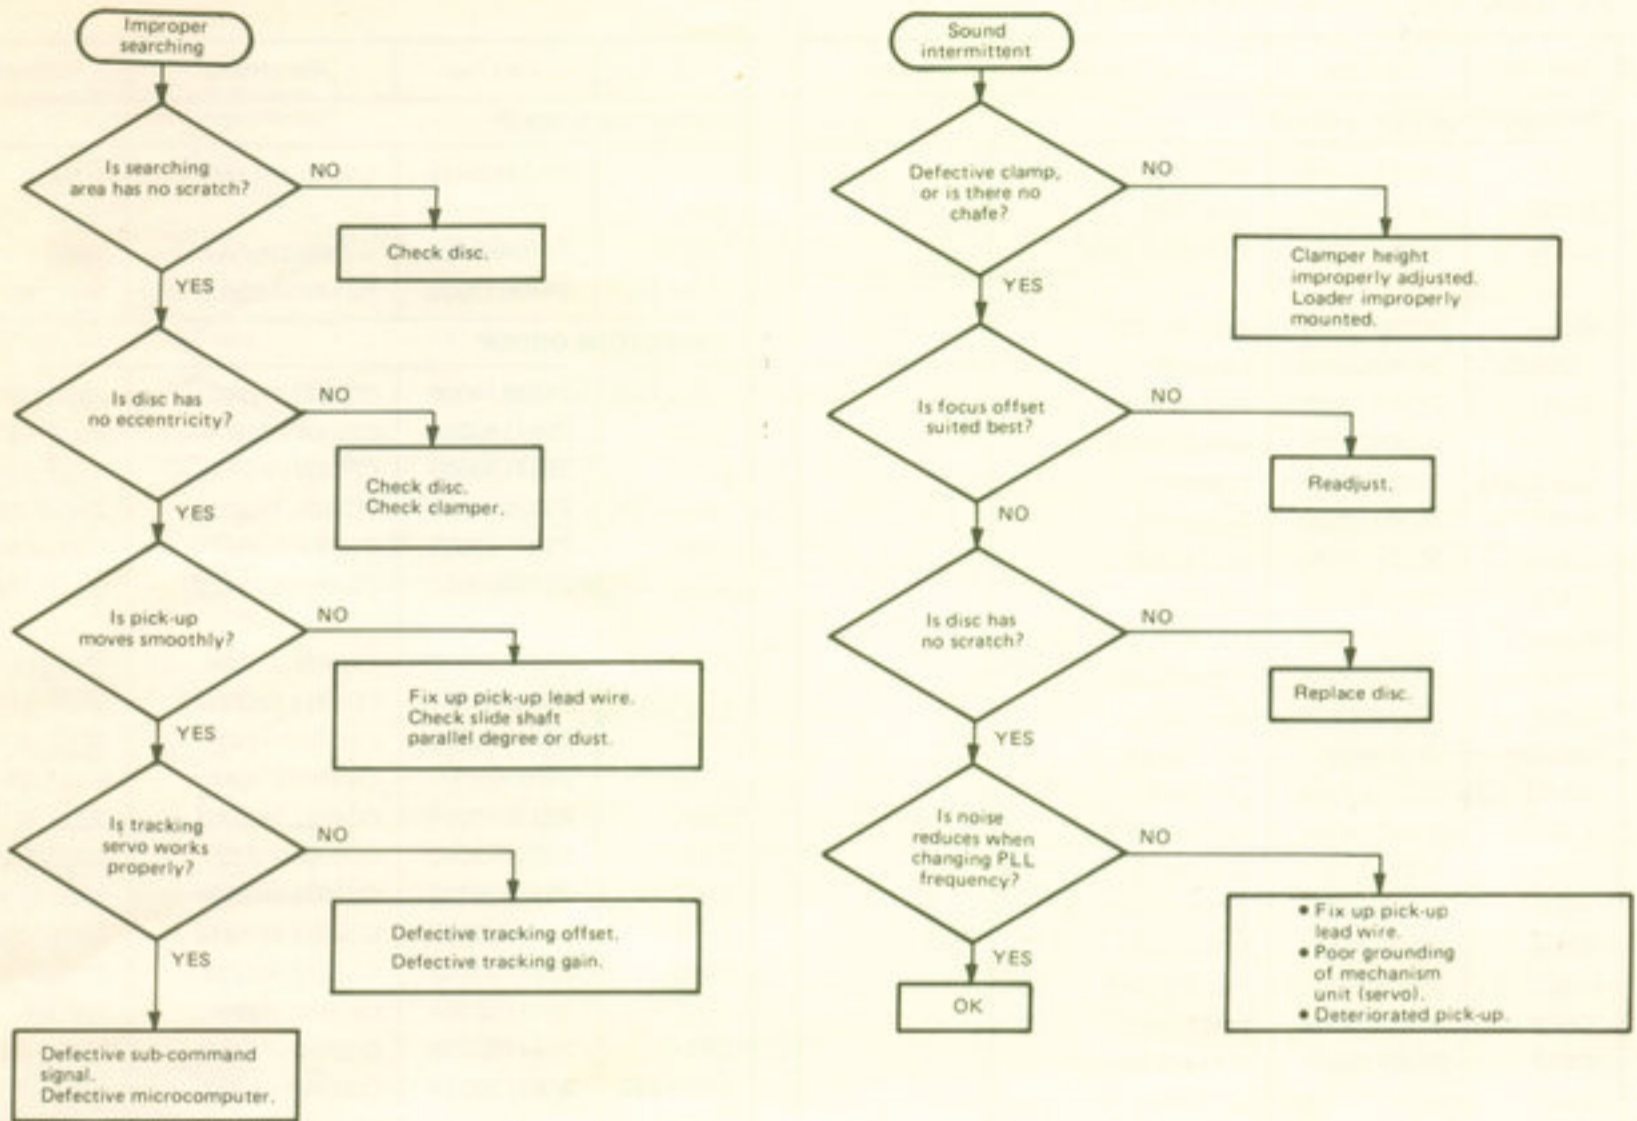 Improper
searching
Is searching
area has no scratch?
NO
Check disc.
YES
Is disc has
no eccentricity?
NO
Check disc.
Check clamper.
YES
Is pick-up
moves smoothly?
NO
Fix up pick-up lead wire.
Check slide shaft
parallel degree or dust.
YES
Is tracking
servo works
properly?
NO
Defective tracking offset.
Defective tracking gain.
YES
Defective sub-command
signal.
Defective microcomputer.
Sound
intermittent
Defective clamp,
or is there no
chafe?
NO
Clamper height
improperly adjusted.
Loader improperly
mounted.
YES
Is focus offset
suited best?
NO
Readjust.
NO
Is disc has
no scratch?
NO
Replace disc.
YES
Is noise
reduces when
changing PLL
frequency?
NO
• Fix up pick-up
lead wire.
• Poor grounding
of mechanism
unit (servo).
• Deteriorated pick-up.
YES
OK